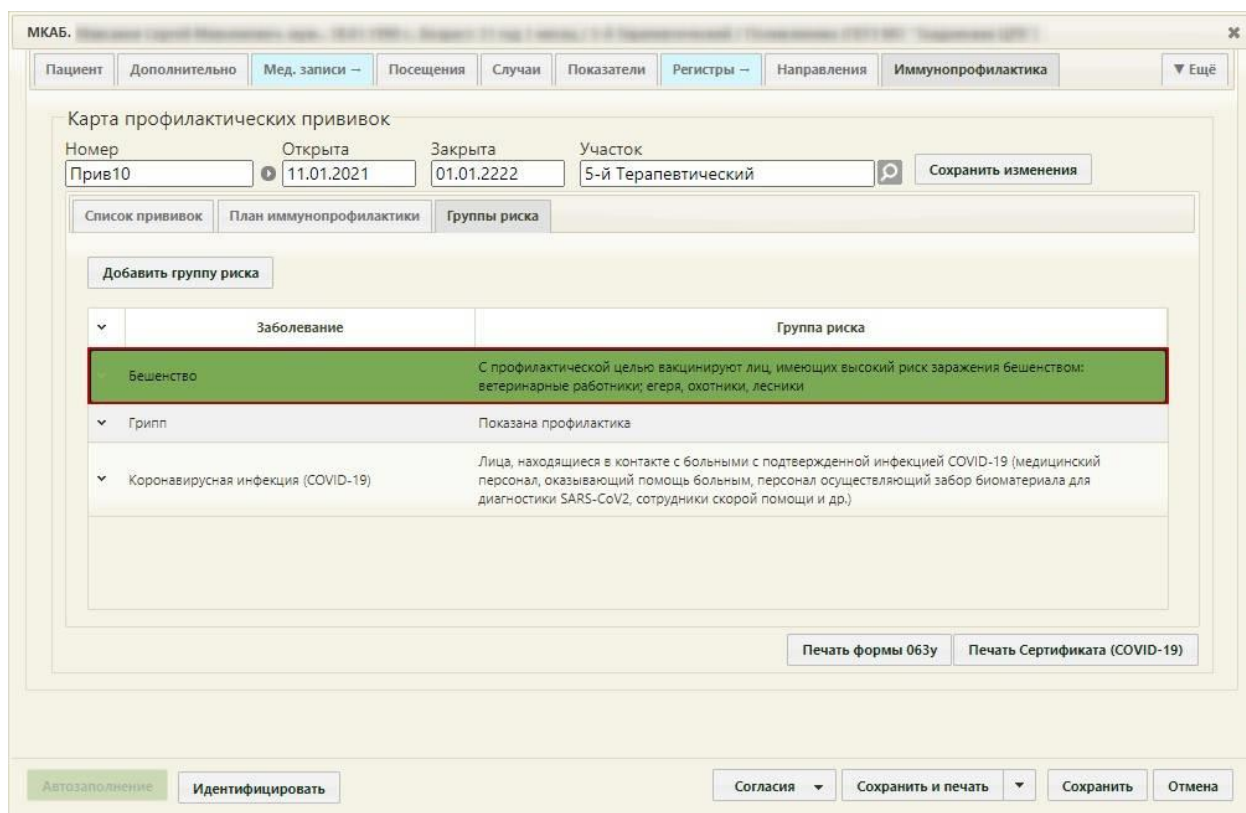 МКАБ.
Пациент Дополнительно Мед. записи – Посещения Случаи Показатели Регистры – Направления Иммунопрофилактика ▼ Ещё
Карта профилактических прививок
Номер Открыта Закрыта Участок
Прив10 11.01.2021 01.01.2222 5-й Терапевтический Сохранить изменения
Список прививок План иммунопрофилактики Группы риска
Добавить группу риска
Заболевание Группа риска
С профилактической целью вакцинируют лиц, имеющих высокий риск заражения бешенством:
Бешенство
ветеринарные работники; егеря, охотники, лесники
Грипп Показана профилактика
Лица, находящиеся в контакте с больными с подтвержденной инфекцией COVID-19 (медицинский
Коронавирусная инфекция (COVID-19) персонал, оказывающий помощь больным, персонал осуществляющий забор биоматериала для
диагностики SARS-CoV2, сотрудники скорой помощи и др.)
Печать формы 063у Печать Сертификата (COVID-19)
Автозаполнение Идентифицировать Согласия Сохранить и печать Сохранить Отмена